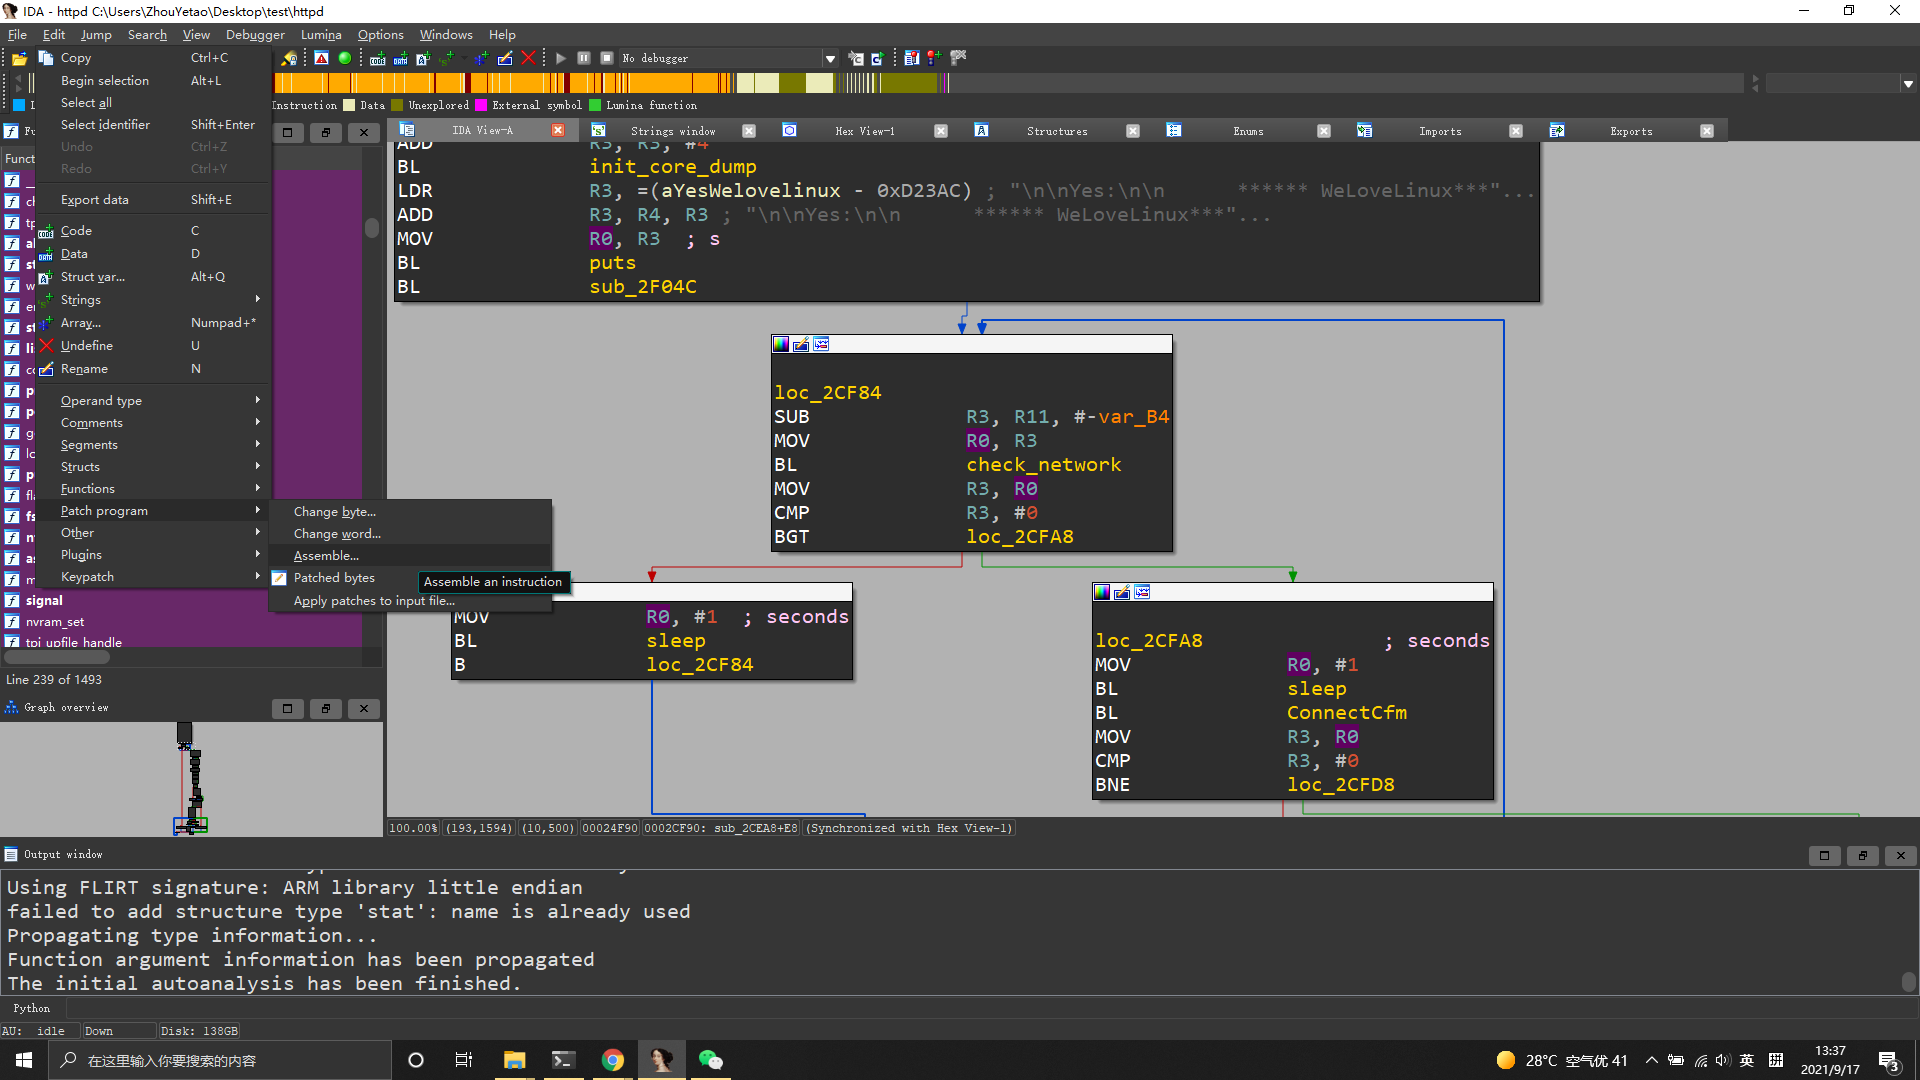 IDA - httpd C:\Users\ZhouYetao\Desktop\test\httpd
File Edit Jump Search View Debugger Lumina Options Windows Help
No debugger
Instruction Data Unexplored External symbol Lumina function
Copy Ctrl+C
Begin selection Alt+L
Select all
Select identifier Shift+Enter
Undo Ctrl+Z
Redo Ctrl+Y
Export data Shift+E
Code C
Data D
Struct var... Alt+Q
Strings
Array... Numpad+*
Undefine U
Rename N
Operand type
Comments
Segments
Structs
Functions
Patch program
Other
Plugins
Keypatch
Change byte...
Change word...
Assemble...
Patched bytes
Apply patches to input file...
Assemble an instruction
signal
nvram_set
tpi_upfile_handle
Line 239 of 1493
Graph overview
IDA View-A Strings window Hex View-1 Structures Enums Imports Exports
ADD R3, R3, #4
BL init_core_dump
LDR R3, =(aYesWelovelinux - 0xD23AC) ; "\n\nYes:\n\n ****** WeLoveLinux***"...
ADD R3, R4, R3 ; "\n\nYes:\n\n ****** WeLoveLinux***"...
MOV R0, R3 ; s
BL puts
BL sub_2F04C
loc_2CF84
SUB R3, R11, #-var_B4
MOV R0, R3
BL check_network
MOV R3, R0
CMP R3, #0
BGT loc_2CFA8
MOV R0, #1 ; seconds
BL sleep
B loc_2CF84
loc_2CFA8 ; seconds
MOV R0, #1
BL sleep
BL ConnectCfm
MOV R3, R0
CMP R3, #0
BNE loc_2CFD8
100.00% (193,1594) (10,500) 00024F90 0002CF90: sub_2CEA8+E8 (Synchronized with Hex View-1)
Output window
Using FLIRT signature: ARM library little endian
failed to add structure type 'stat': name is already used
Propagating type information...
Function argument information has been propagated
The initial autoanalysis has been finished.
Python
AU: idle Down Disk: 138GB
在这里输入你要搜索的内容
28°C 空气优 41
英
拼
13:37
2021/9/17
3